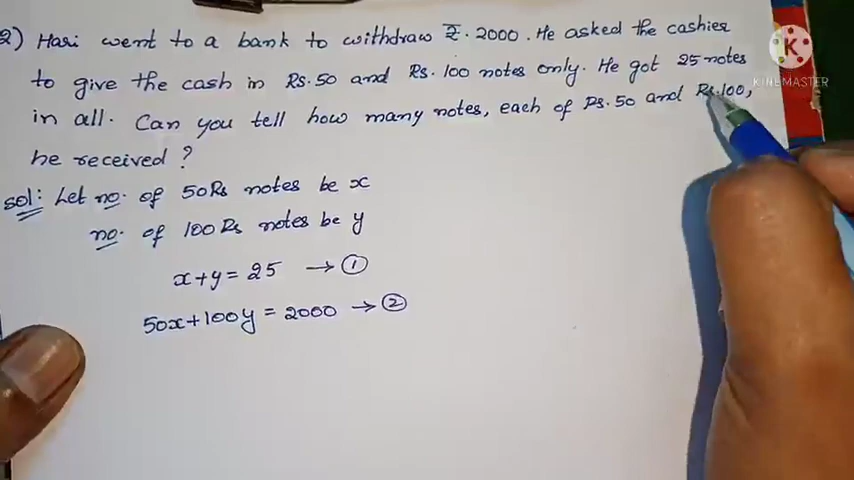 2) Hari went to a bank to withdraw ₹. 2000. He asked the cashier
to give the cash in Rs.50 and Rs.100 notes only. He got 25 notes
in all. Can you tell how many notes, each of Rs.50 and Rs.100,
he received ?
Sol: Let no. of 50Rs notes be x
no. of 100Rs notes be y
x+y= 25 → ①
50x+100y = 2000 → ②
K
KINEMASTER